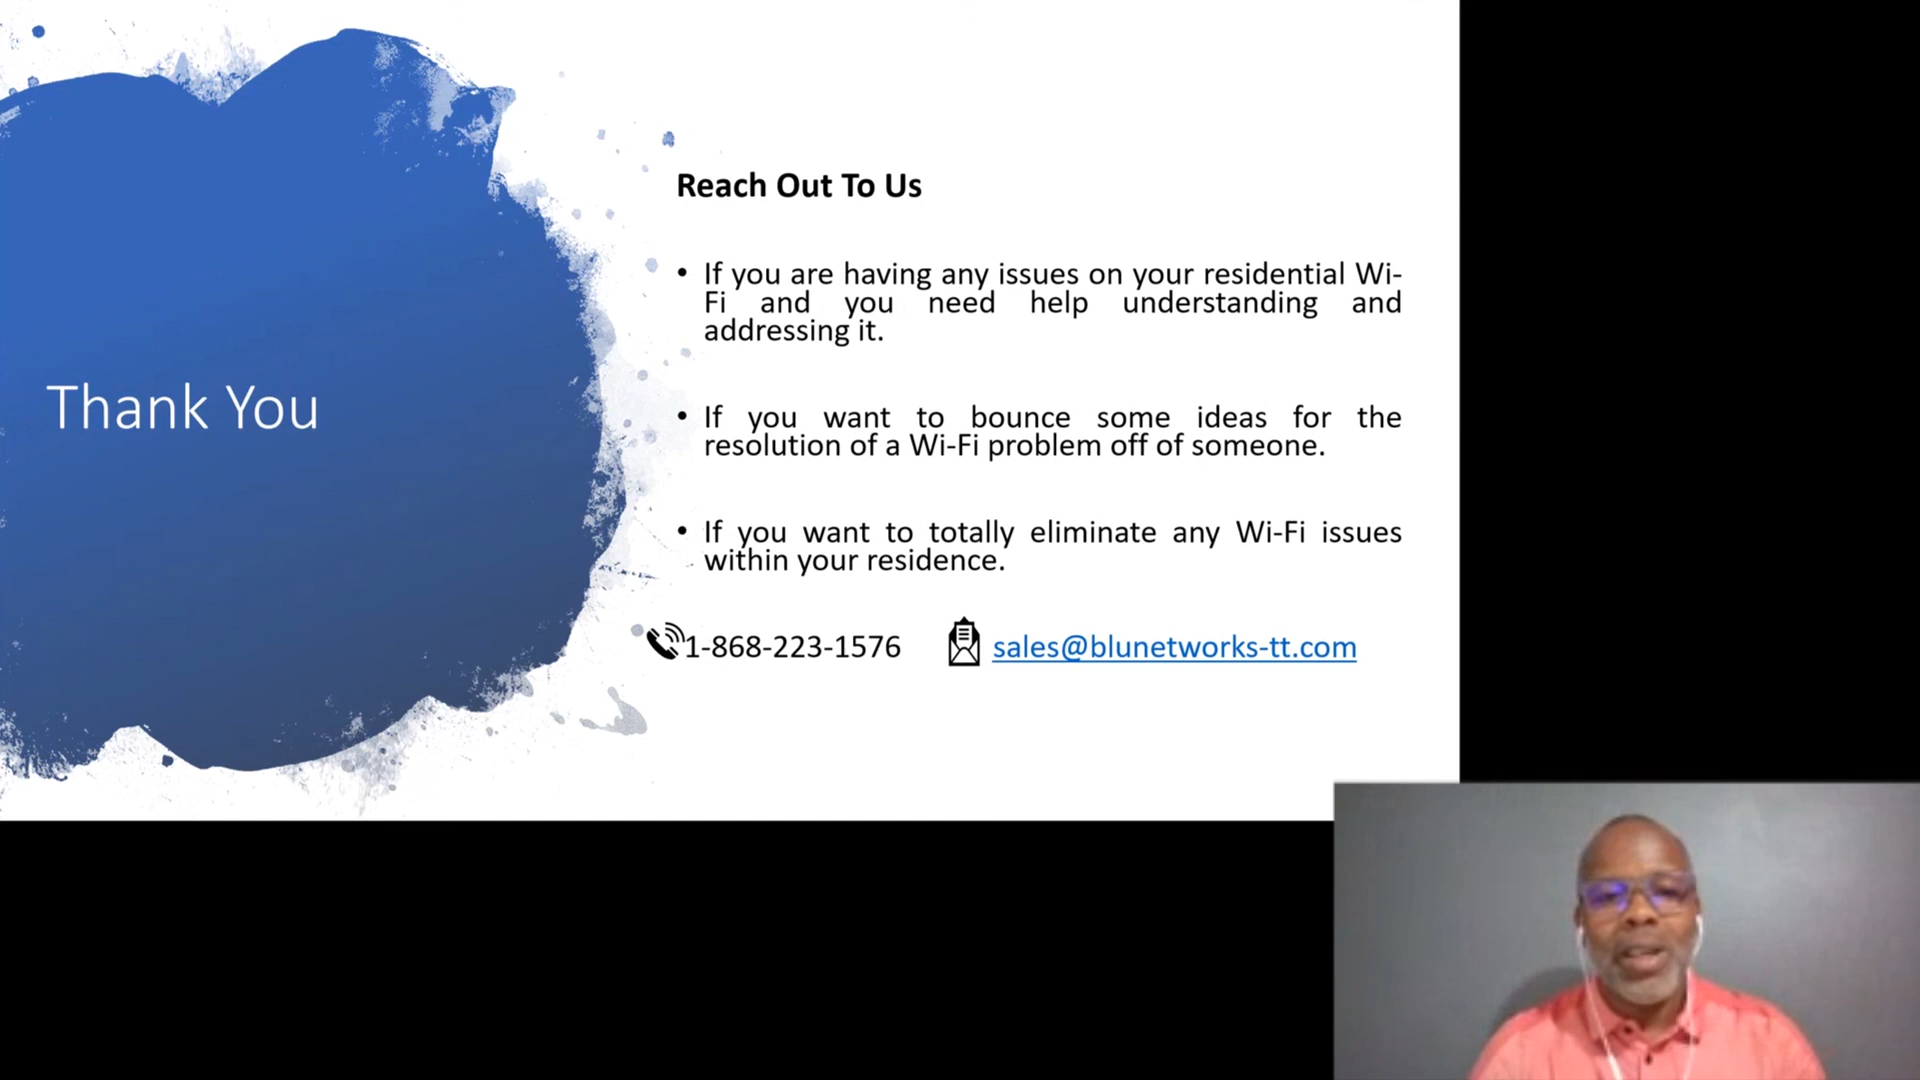 Thank You
Reach Out To Us
• If you are having any issues on your residential Wi-
Fi and you need help understanding and
addressing it.
• If you want to bounce some ideas for the
resolution of a Wi-Fi problem off of someone.
• If you want to totally eliminate any Wi-Fi issues
within your residence.
1-868-223-1576 sales@blunetworks-tt.com